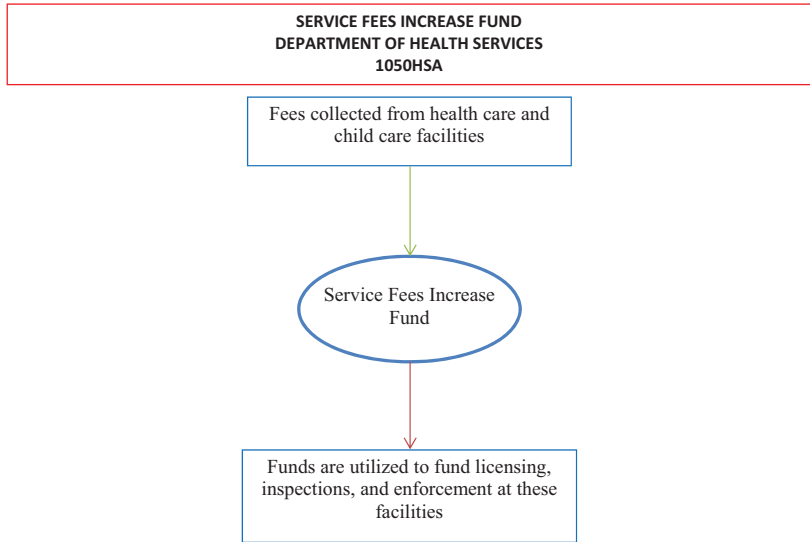 SERVICE FEES INCREASE FUND
DEPARTMENT OF HEALTH SERVICES
1050HSA
Fees collected from health care and
child care facilities
Service Fees Increase
Fund
Funds are utilized to fund licensing,
inspections, and enforcement at these
facilities